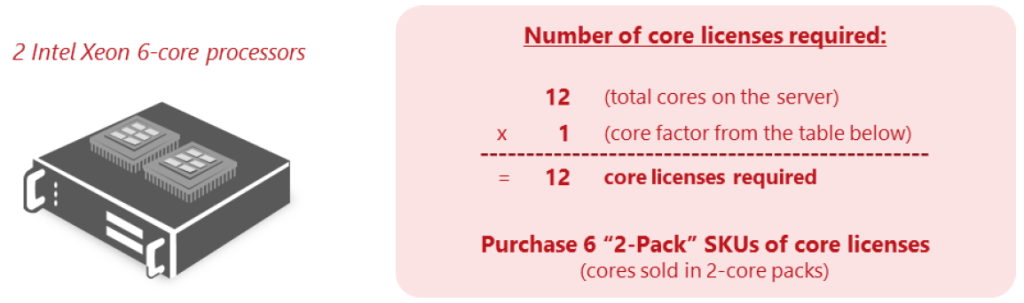 2 Intel Xeon 6-core processors
Number of core licenses required:
12 (total cores on the server)
x 1 (core factor from the table below)
= 12 core licenses required
Purchase 6 “2-Pack” SKUs of core licenses
(cores sold in 2-core packs)